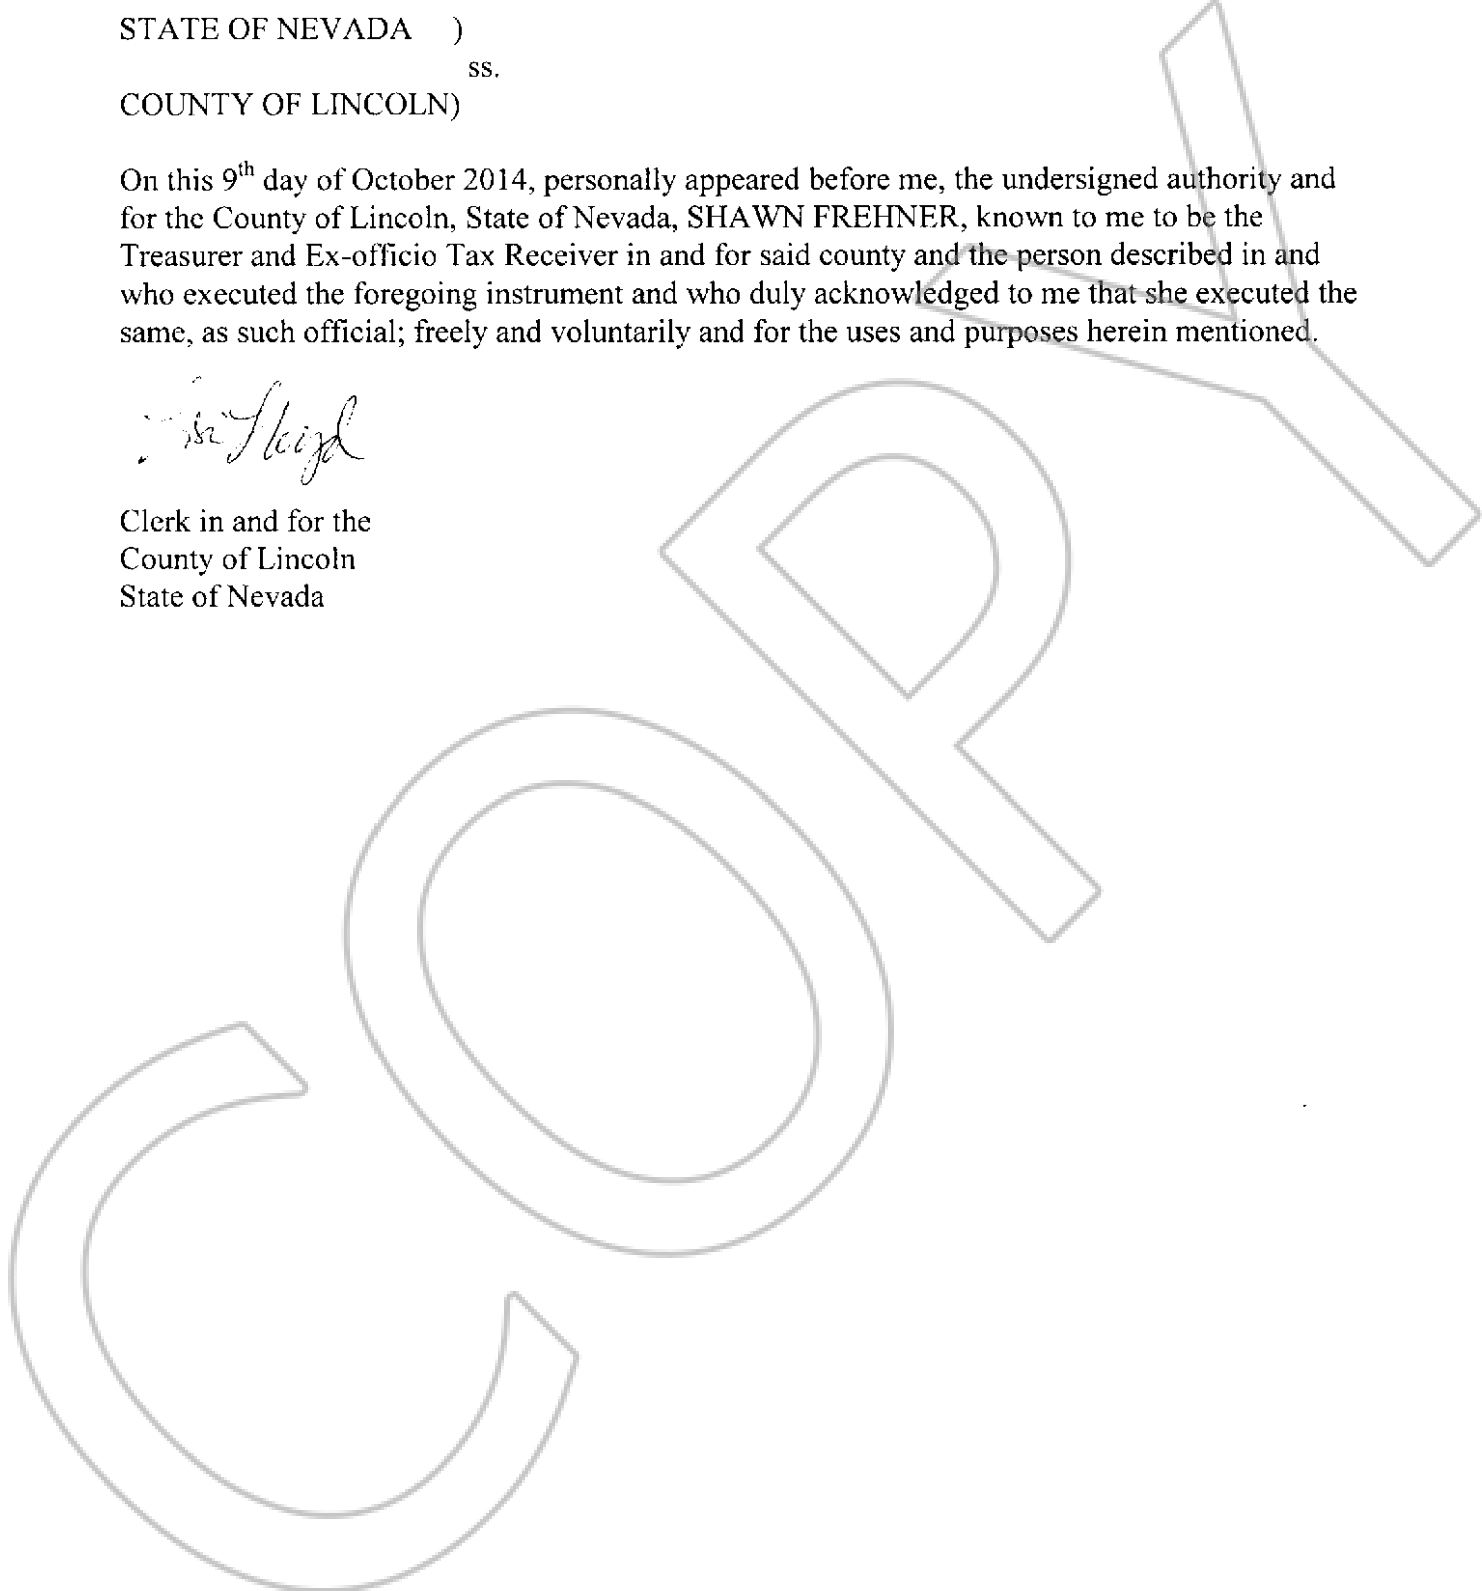 STATE OF NEVADA )
ss.
COUNTY OF LINCOLN)
On this 9th day of October 2014, personally appeared before me, the undersigned authority and
for the County of Lincoln, State of Nevada, SHAWN FREHNER, known to me to be the
Treasurer and Ex-officio Tax Receiver in and for said county and the person described in and
who executed the foregoing instrument and who duly acknowledged to me that she executed the
same, as such official; freely and voluntarily and for the uses and purposes herein mentioned.
Clerk in and for the
County of Lincoln
State of Nevada
COPY